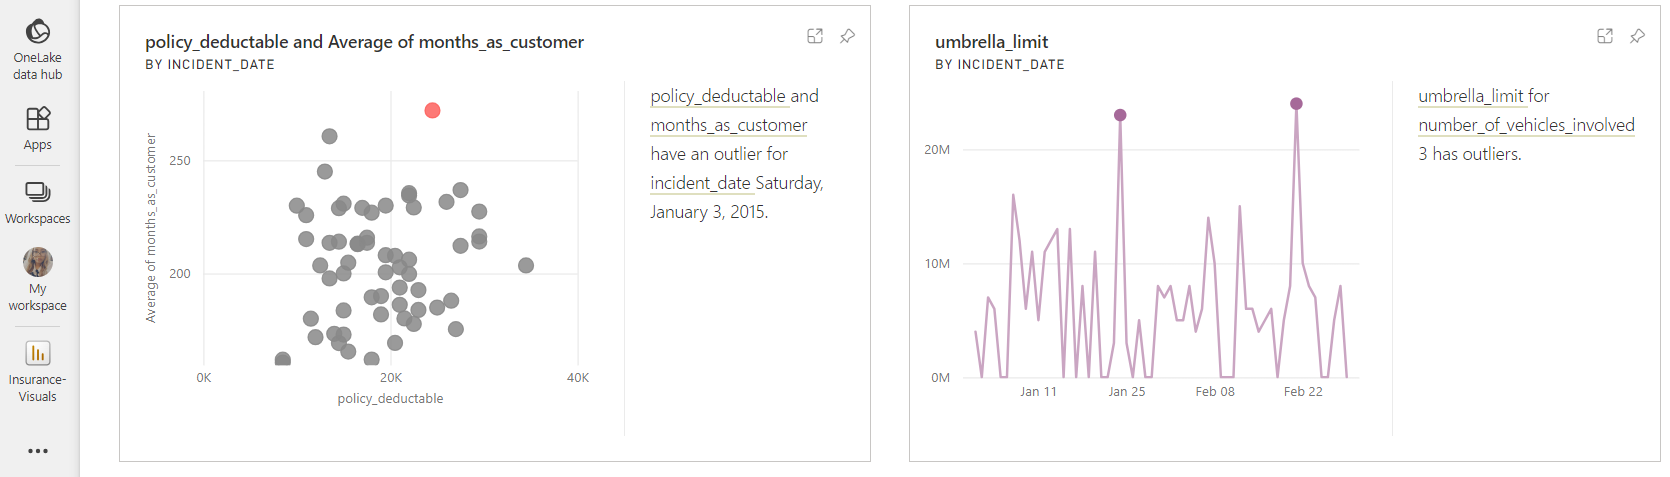 OneLake
data hub
Apps
Workspaces
My
workspace
Insurance-
Visuals
policy_deductable and Average of months_as_customer
BY INCIDENT_DATE
Average of months_as_customer
250
200
0K
20K
40K
policy_deductable
policy_deductable and
months_as_customer
have an outlier for
incident_date Saturday,
January 3, 2015.
umbrella_limit
BY INCIDENT_DATE
20M
10M
0M
Jan 11
Jan 25
Feb 08
Feb 22
umbrella_limit for
number_of_vehicles_involved
3 has outliers.